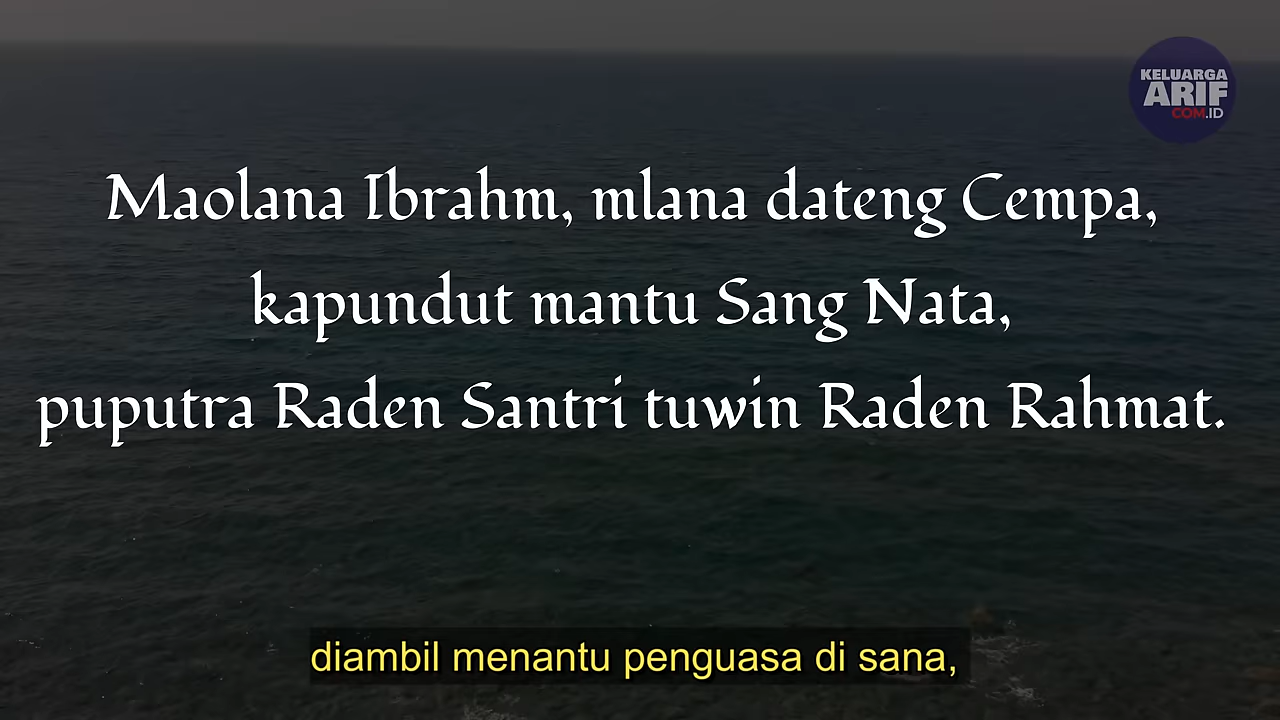 KELUARGA
ARIF
COM.ID
Maolana Ibrahm, mlana dateng Cempa,
kapundut mantu Sang Nata,
puputra Raden Santri tuwin Raden Rahmat.
diambil menantu penguasa di sana,